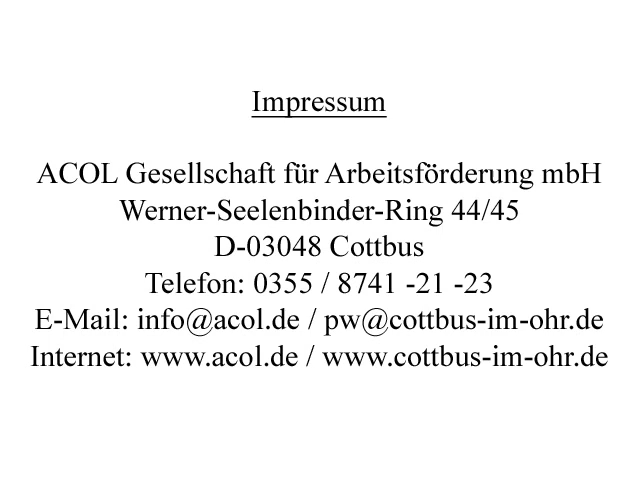 Impressum
ACOL Gesellschaft für Arbeitsförderung mbH
Werner-Seelenbinder-Ring 44/45
D-03048 Cottbus
Telefon: 0355 / 8741 -21 -23
E-Mail: info@acol.de / pw@cottbus-im-ohr.de
Internet: www.acol.de / www.cottbus-im-ohr.de